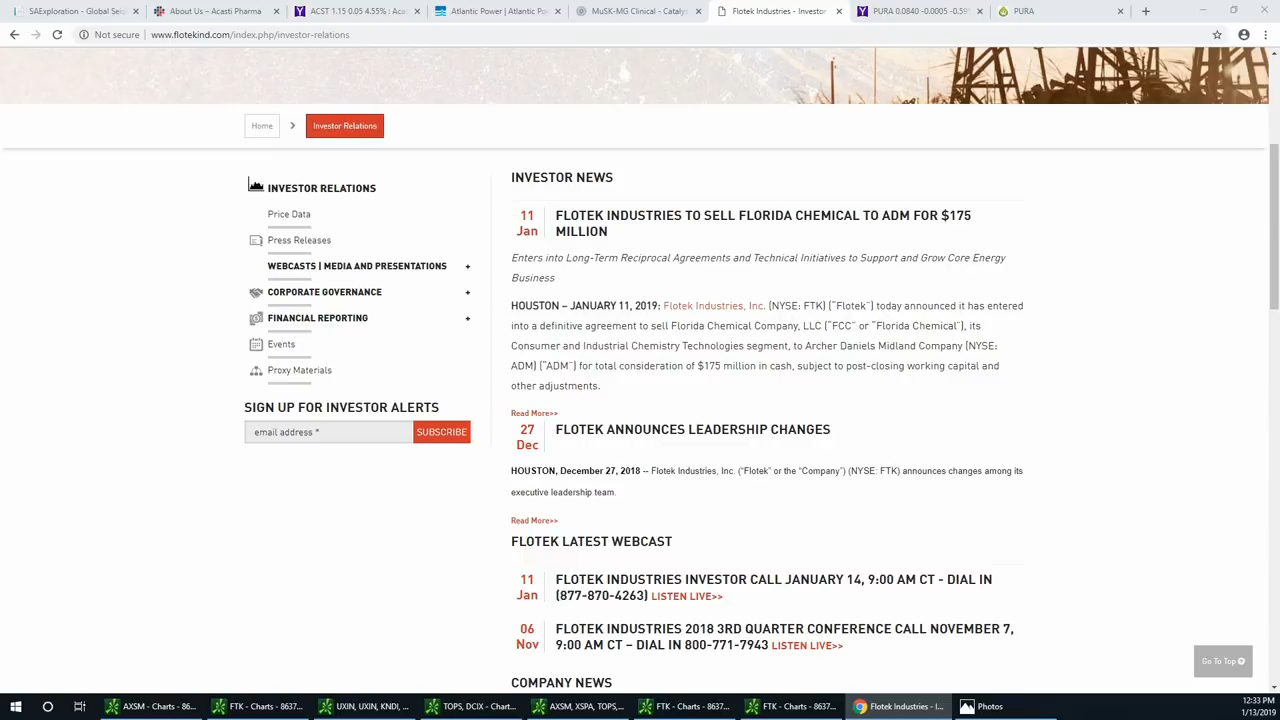 SAExploration - Global Seis
About Us – Acasti Pharma
ACST 1.15 0.05 4.55% : Aca
Atlantic Power | Atlantic Po
MuSK-MG Clinical - Catalys
Flotek Industries - Investor
PURA 0.0840 -0.0005 -0.59
PURA
Not secure | www.flotekind.com/index.php/investor-relations
Home
Investor Relations
INVESTOR RELATIONS
Price Data
Press Releases
WEBCASTS | MEDIA AND PRESENTATIONS +
CORPORATE GOVERNANCE +
FINANCIAL REPORTING +
Events
Proxy Materials
SIGN UP FOR INVESTOR ALERTS
email address * SUBSCRIBE
INVESTOR NEWS
11 Jan
FLOTEK INDUSTRIES TO SELL FLORIDA CHEMICAL TO ADM FOR $175
MILLION
Enters into Long-Term Reciprocal Agreements and Technical Initiatives to Support and Grow Core Energy
Business
HOUSTON – JANUARY 11, 2019: Flotek Industries, Inc. (NYSE: FTK) ("Flotek") today announced it has entered
into a definitive agreement to sell Florida Chemical Company, LLC ("FCC" or "Florida Chemical"), its
Consumer and Industrial Chemistry Technologies segment, to Archer Daniels Midland Company (NYSE:
ADM) ("ADM") for total consideration of $175 million in cash, subject to post-closing working capital and
other adjustments.
Read More>>
27 Dec
FLOTEK ANNOUNCES LEADERSHIP CHANGES
HOUSTON, December 27, 2018 -- Flotek Industries, Inc. ("Flotek" or the "Company") (NYSE: FTK) announces changes among its
executive leadership team.
Read More>>
FLOTEK LATEST WEBCAST
11 Jan
FLOTEK INDUSTRIES INVESTOR CALL JANUARY 14, 9:00 AM CT - DIAL IN
(877-870-4263) LISTEN LIVE>>
06 Nov
FLOTEK INDUSTRIES 2018 3RD QUARTER CONFERENCE CALL NOVEMBER 7,
9:00 AM CT – DIAL IN 800-771-7943 LISTEN LIVE>>
COMPANY NEWS
Go To Top
AXSM - Charts - 86...
FTK - Charts - 8637...
UXIN, UXIN, KNDI, ...
TOPS, DCIX - Chart...
AXSM, XSPA, TOPS,...
FTK - Charts - 8637...
FTK - Charts - 8637...
Flotek Industries - I...
Photos
12:33 PM
1/13/2019